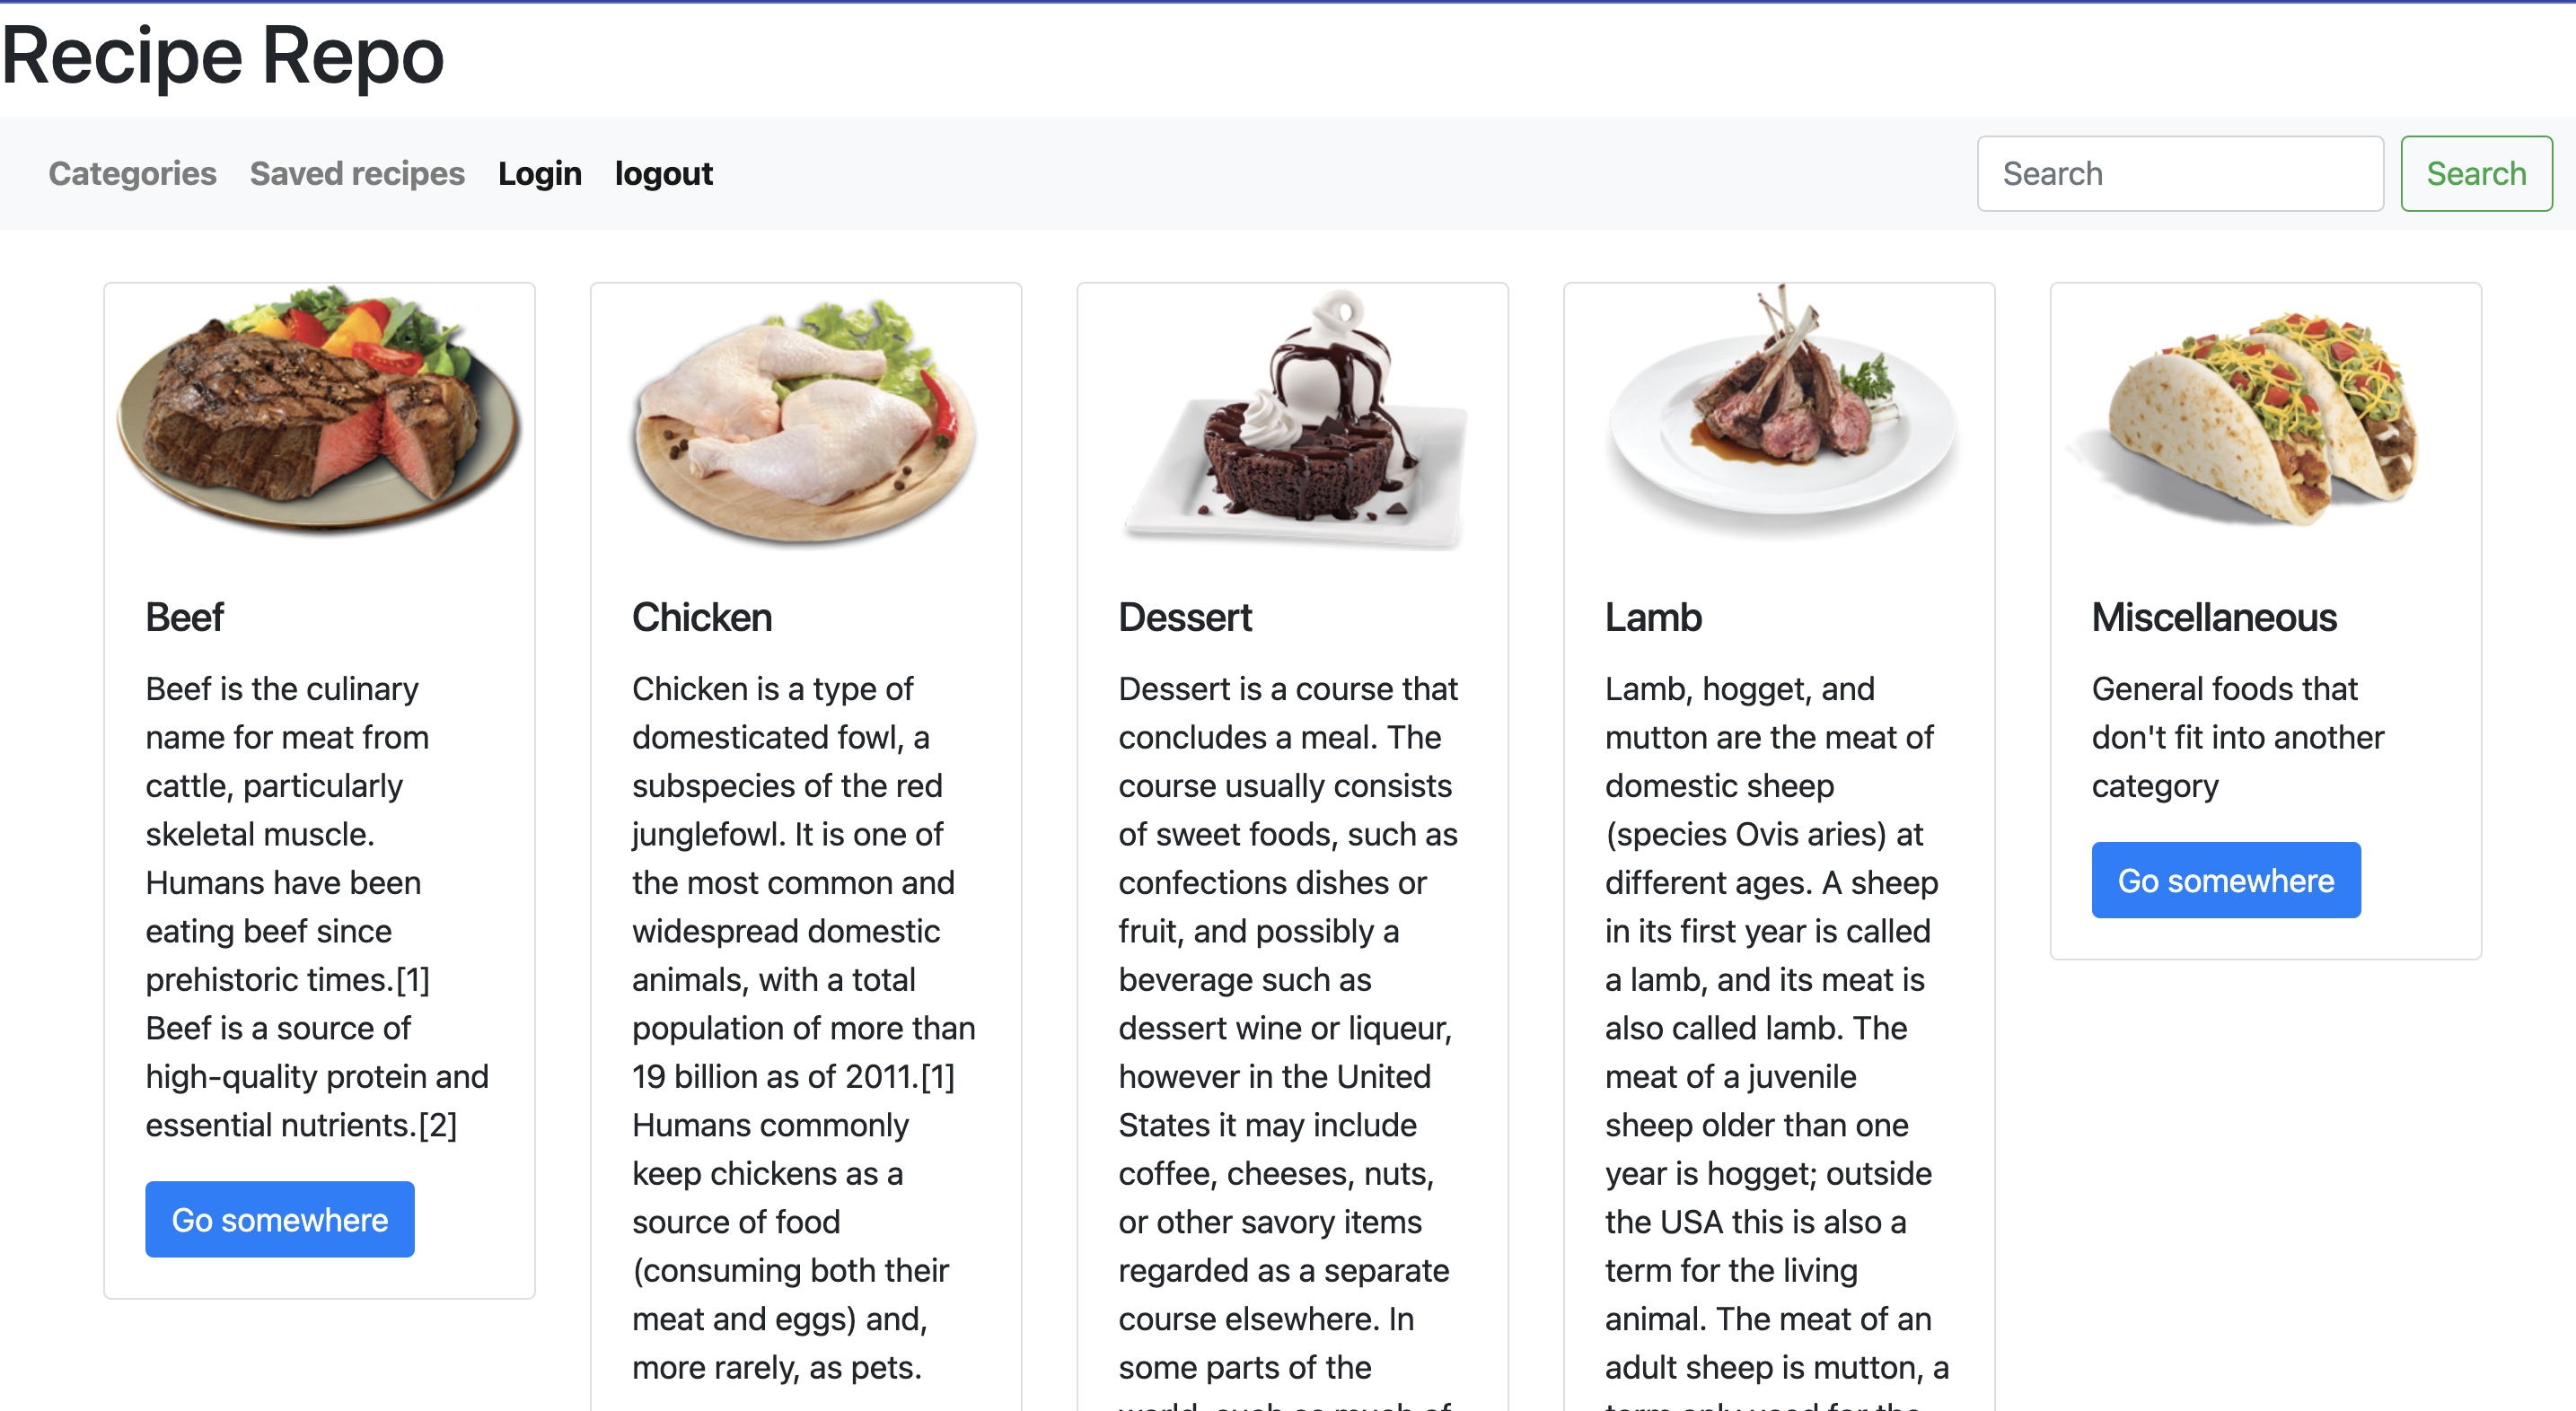 Recipe Repo
Categories Saved recipes Login logout Search Search
Beef
Beef is the culinary
name for meat from
cattle, particularly
skeletal muscle.
Humans have been
eating beef since
prehistoric times.[1]
Beef is a source of
high-quality protein and
essential nutrients.[2]
Go somewhere
Chicken
Chicken is a type of
domesticated fowl, a
subspecies of the red
junglefowl. It is one of
the most common and
widespread domestic
animals, with a total
population of more than
19 billion as of 2011.[1]
Humans commonly
keep chickens as a
source of food
(consuming both their
meat and eggs) and,
more rarely, as pets.
Dessert
Dessert is a course that
concludes a meal. The
course usually consists
of sweet foods, such as
confections dishes or
fruit, and possibly a
beverage such as
dessert wine or liqueur,
however in the United
States it may include
coffee, cheeses, nuts,
or other savory items
regarded as a separate
course elsewhere. In
some parts of the
world, such as much of
Lamb
Lamb, hogget, and
mutton are the meat of
domestic sheep
(species Ovis aries) at
different ages. A sheep
in its first year is called
a lamb, and its meat is
also called lamb. The
meat of a juvenile
sheep older than one
year is hogget; outside
the USA this is also a
term for the living
animal. The meat of an
adult sheep is mutton, a
term only used for the
Miscellaneous
General foods that
don't fit into another
category
Go somewhere